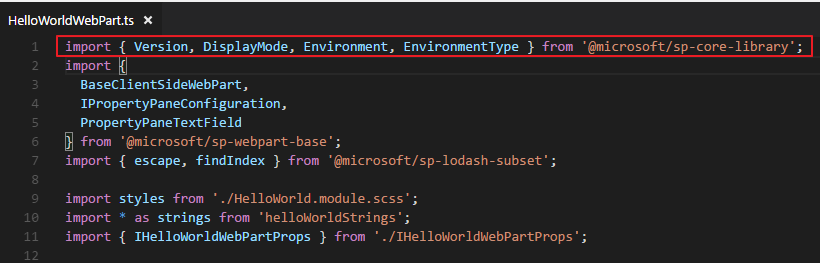 HelloWorldWebPart.ts ×
1 import { Version, DisplayMode, Environment, EnvironmentType } from '@microsoft/sp-core-library';
2 import {
3   BaseClientSideWebPart,
4   IPropertyPaneConfiguration,
5   PropertyPaneTextField
6 } from '@microsoft/sp-webpart-base';
7 import { escape, findIndex } from '@microsoft/sp-lodash-subset';
8
9 import styles from './HelloWorld.module.scss';
10 import * as strings from 'helloWorldStrings';
11 import { IHelloWorldWebPartProps } from './IHelloWorldWebPartProps';
12